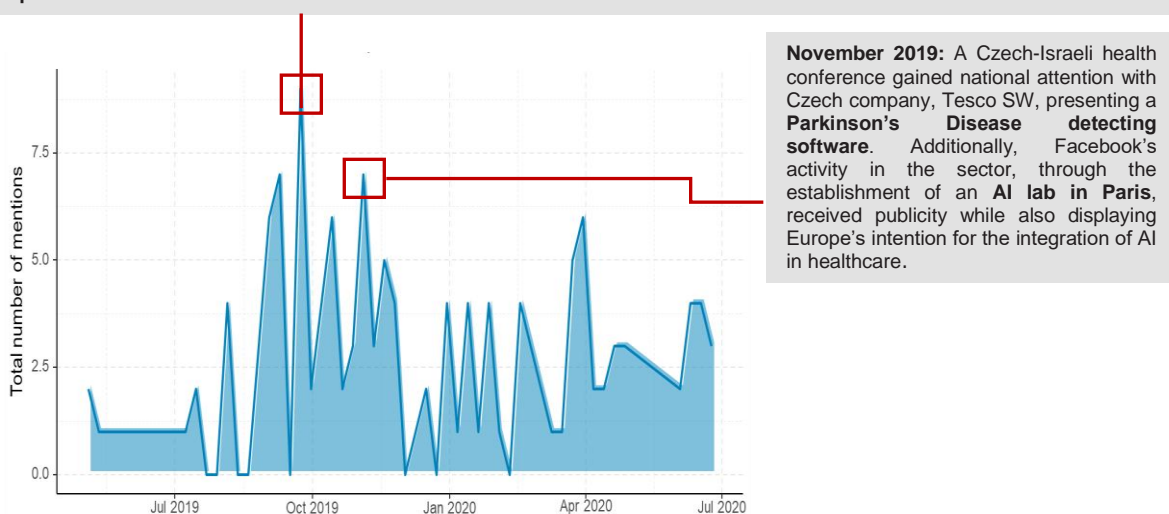 November 2019: A Czech-Israeli health
conference gained national attention with
Czech company, Tesco SW, presenting a
Parkinson's Disease detecting
software. Additionally, Facebook's
activity in the sector, through the
establishment of an AI lab in Paris,
received publicity while also displaying
Europe's intention for the integration of AI
in healthcare.
Total number of mentions
7.5
5.0
2.5
0.0
Jul 2019
Oct 2019
Jan 2020
Apr 2020
Jul 2020